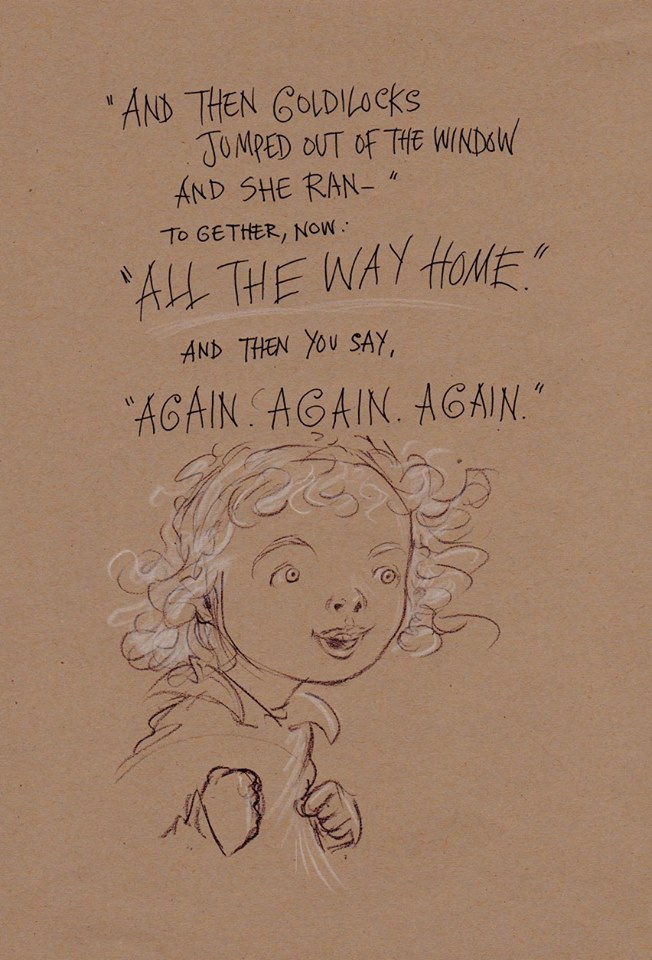 "AND THEN GOLDILOCKS
JUMPED OUT OF THE WINDOW
AND SHE RAN- "
TO GETHER, NOW:
"ALL THE WAY HOME."
AND THEN YOU SAY,
"AGAIN. AGAIN. AGAIN."